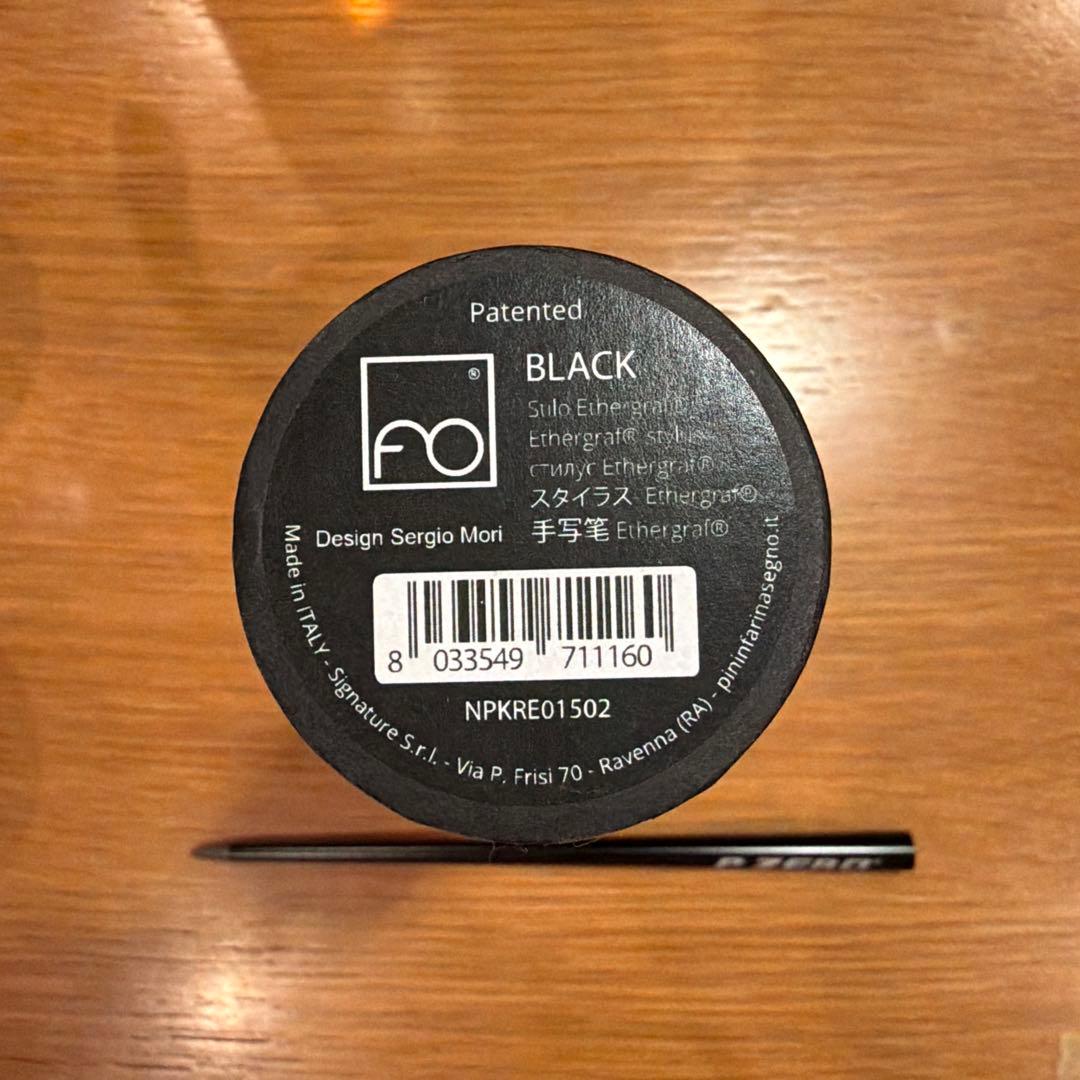 Patented
®
BLACK
Stilo Ethergraf®
Ethergraf® stylus
стилус Ethergraf®
スタイラス Ethergraf®
手写笔 Ethergraf®
Design Sergio Mori
8 033549 711160
NPKRE01502
Made in ITALY - Signature S.r.l. - Via P. Frisi 70 - Ravenna (RA) - pininfarinasegno.it
P ZERO